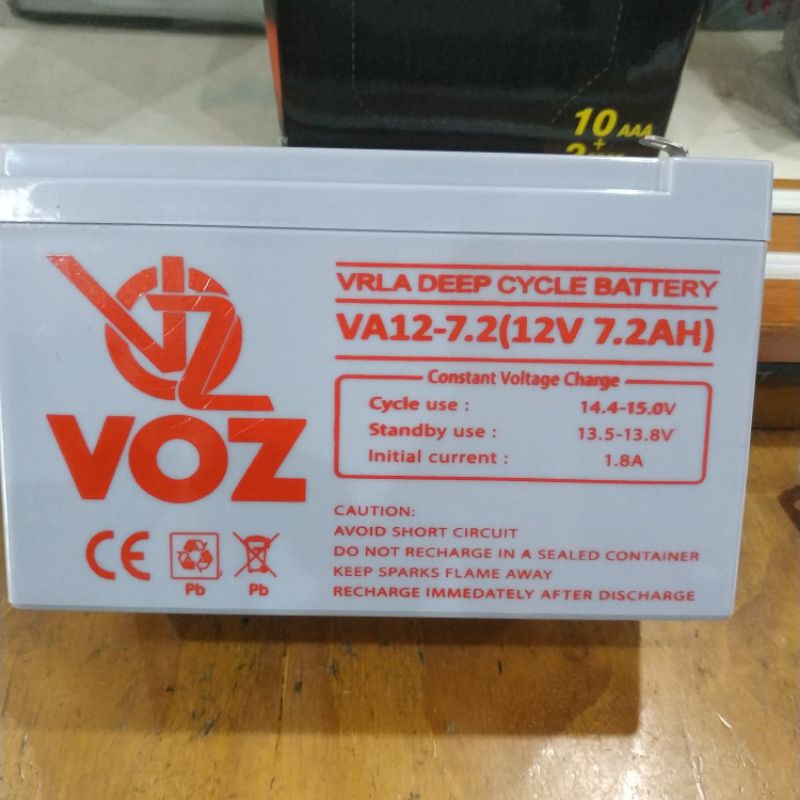 10 AAA
+
VRLA DEEP CYCLE BATTERY
VA12-7.2(12V 7.2AH)
Constant Voltage Charge
Cycle use : 14.4-15.0V
Standby use : 13.5-13.8V
Initial current : 1.8A
VOZ
CE
Pb
Pb
CAUTION:
AVOID SHORT CIRCUIT
DO NOT RECHARGE IN A SEALED CONTAINER
KEEP SPARKS FLAME AWAY
RECHARGE IMMEDIATELY AFTER DISCHARGE